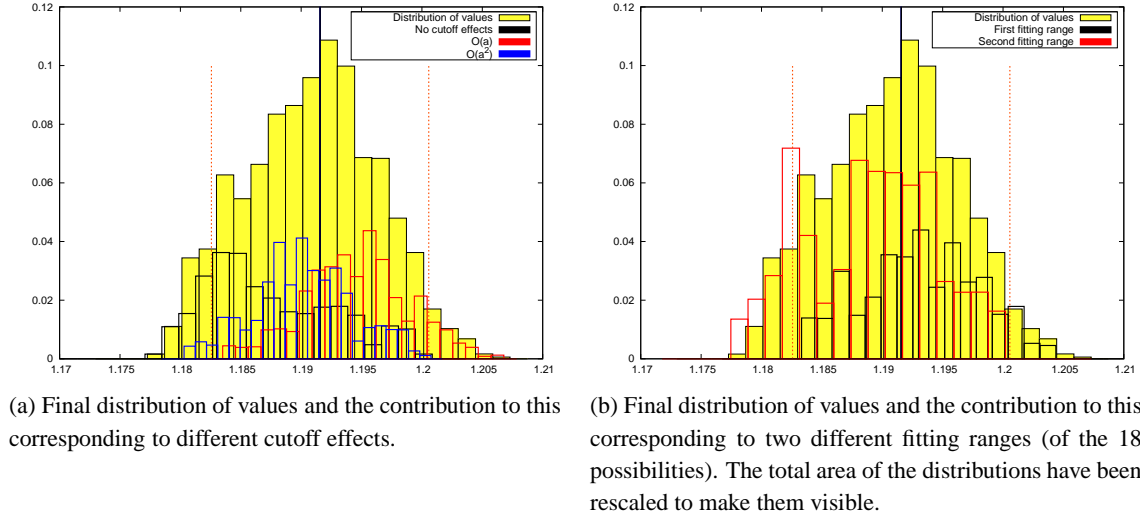 0.12
0.1
0.08
0.06
0.04
0.02
0
1.17 1.175 1.18 1.185 1.19 1.195 1.2 1.205 1.21
Distribution of values
No cutoff effects
O(a)
O(a²)
(a) Final distribution of values and the contribution to this
corresponding to different cutoff effects.
0.12
0.1
0.08
0.06
0.04
0.02
0
1.17 1.175 1.18 1.185 1.19 1.195 1.2 1.205 1.21
Distribution of values
First fitting range
Second fitting range
(b) Final distribution of values and the contribution to this
corresponding to two different fitting ranges (of the 18
possibilities). The total area of the distributions have been
rescaled to make them visible.